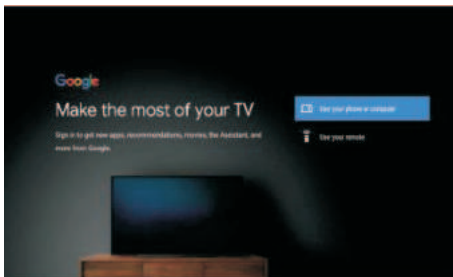 Google
Make the most of your TV
Sign in to get new apps, recommendations, movies, the Assistant, and
more from Google.
Use your phone or computer
Use your remote